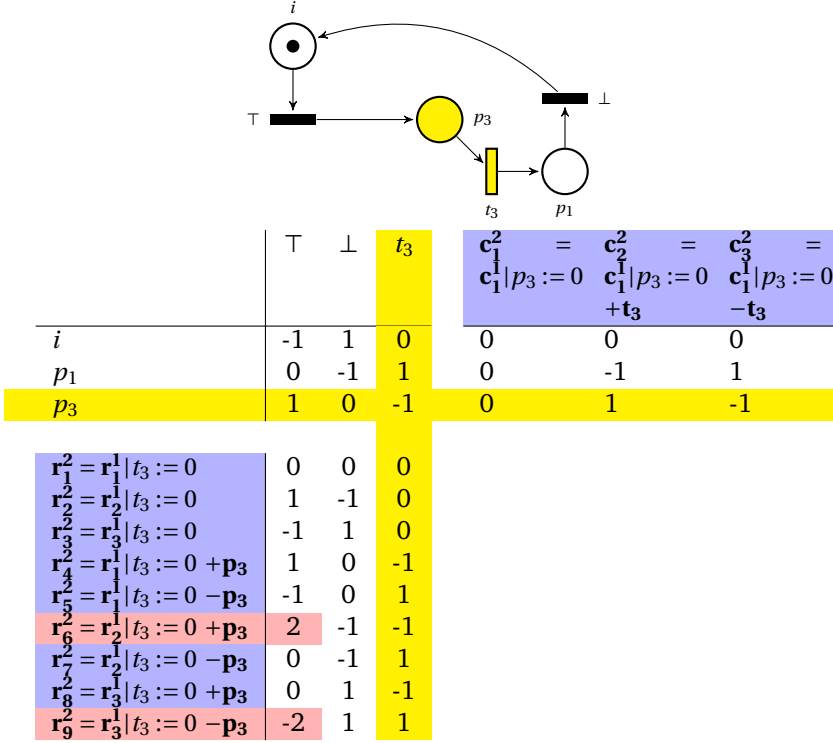 i
⊤ p₃ ⊥
t₃ p₁
⊤ ⊥ t₃ c₁² = c₂² = c₃² =
c₁¹|p₃ := 0 c₁¹|p₃ := 0 c₁¹|p₃ := 0
+t₃ −t₃
i -1 1 0 0 0 0
p₁ 0 -1 1 0 -1 1
p₃ 1 0 -1 0 1 -1
r₁² = r₁¹|t₃ := 0 0 0 0
r₂² = r₂¹|t₃ := 0 1 -1 0
r₃² = r₃¹|t₃ := 0 -1 1 0
r₄² = r₁¹|t₃ := 0 +p₃ 1 0 -1
r₅² = r₁¹|t₃ := 0 −p₃ -1 0 1
r₆² = r₂¹|t₃ := 0 +p₃ 2 -1 -1
r₇² = r₂¹|t₃ := 0 −p₃ 0 -1 1
r₈² = r₃¹|t₃ := 0 +p₃ 0 1 -1
r₉² = r₃¹|t₃ := 0 −p₃ -2 1 1